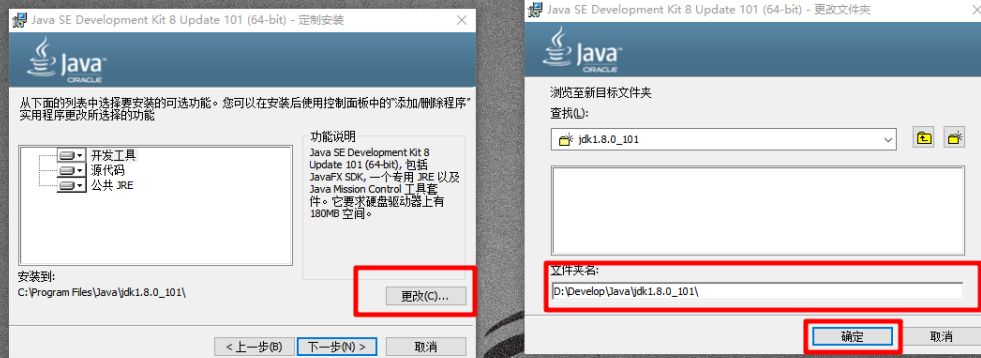 Java SE Development Kit 8 Update 101 (64-bit) - 定制安装
Java
ORACLE
从下面的列表中选择要安装的可选功能。您可以在安装后使用控制面板中的“添加/删除程序”
实用程序更改所选择的功能
开发工具
源代码
公共 JRE
功能说明
Java SE Development Kit 8
Update 101 (64-bit), 包括
JavaFX SDK, 一个专用 JRE 以及
Java Mission Control 工具套
件。它要求硬盘驱动器上有
180MB 空间。
安装到:
C:\Program Files\Java\jdk1.8.0_101\
更改(C)...
< 上一步(B)
下一步(N) >
取消
Java SE Development Kit 8 Update 101 (64-bit) - 更改文件夹
Java
ORACLE
浏览至新目标文件夹
查找(L):
jdk1.8.0_101
文件夹名:
D:\Develop\Java\jdk1.8.0_101\
确定
取消